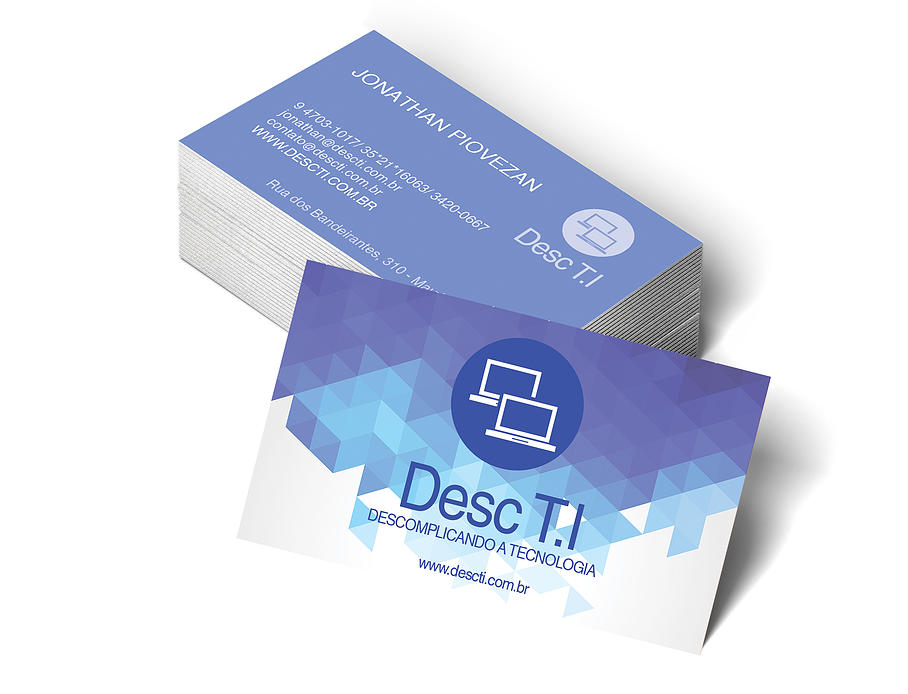 JONATHAN PIOVEZAN
9 4703-1017/ 35*21*16063/ 3420-0667
jonathan@descti.com.br
contato@descti.com.br
WWW.DESCTI.COM.BR
Rua dos Bandeirantes, 310 -
Desc T.I
Desc T.I
DESCOMPLICANDO A TECNOLOGIA
www.descti.com.br